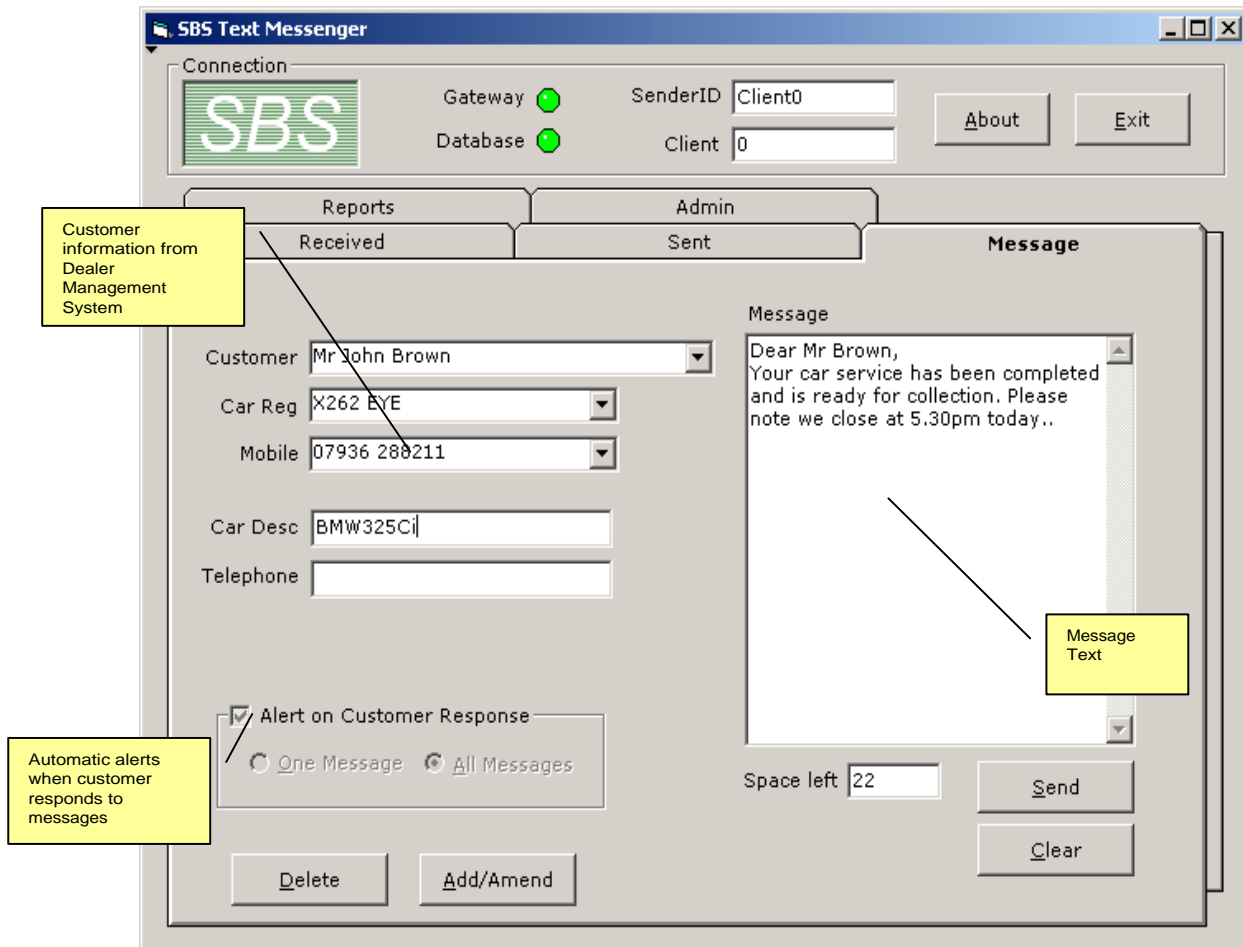 SBS Text Messenger
Connection
SBS
Gateway
Database
SenderID Client0
Client 0
About
Exit
Reports
Admin
Received
Sent
Message
Customer
information from
Dealer
Management
System
Customer Mr John Brown
Car Reg X262 EYE
Mobile 07936 288211
Car Desc BMW325Ci
Telephone
Message
Dear Mr Brown,
Your car service has been completed
and is ready for collection. Please
note we close at 5.30pm today..
Message
Text
Alert on Customer Response
One Message All Messages
Automatic alerts
when customer
responds to
messages
Space left 22
Send
Clear
Delete
Add/Amend